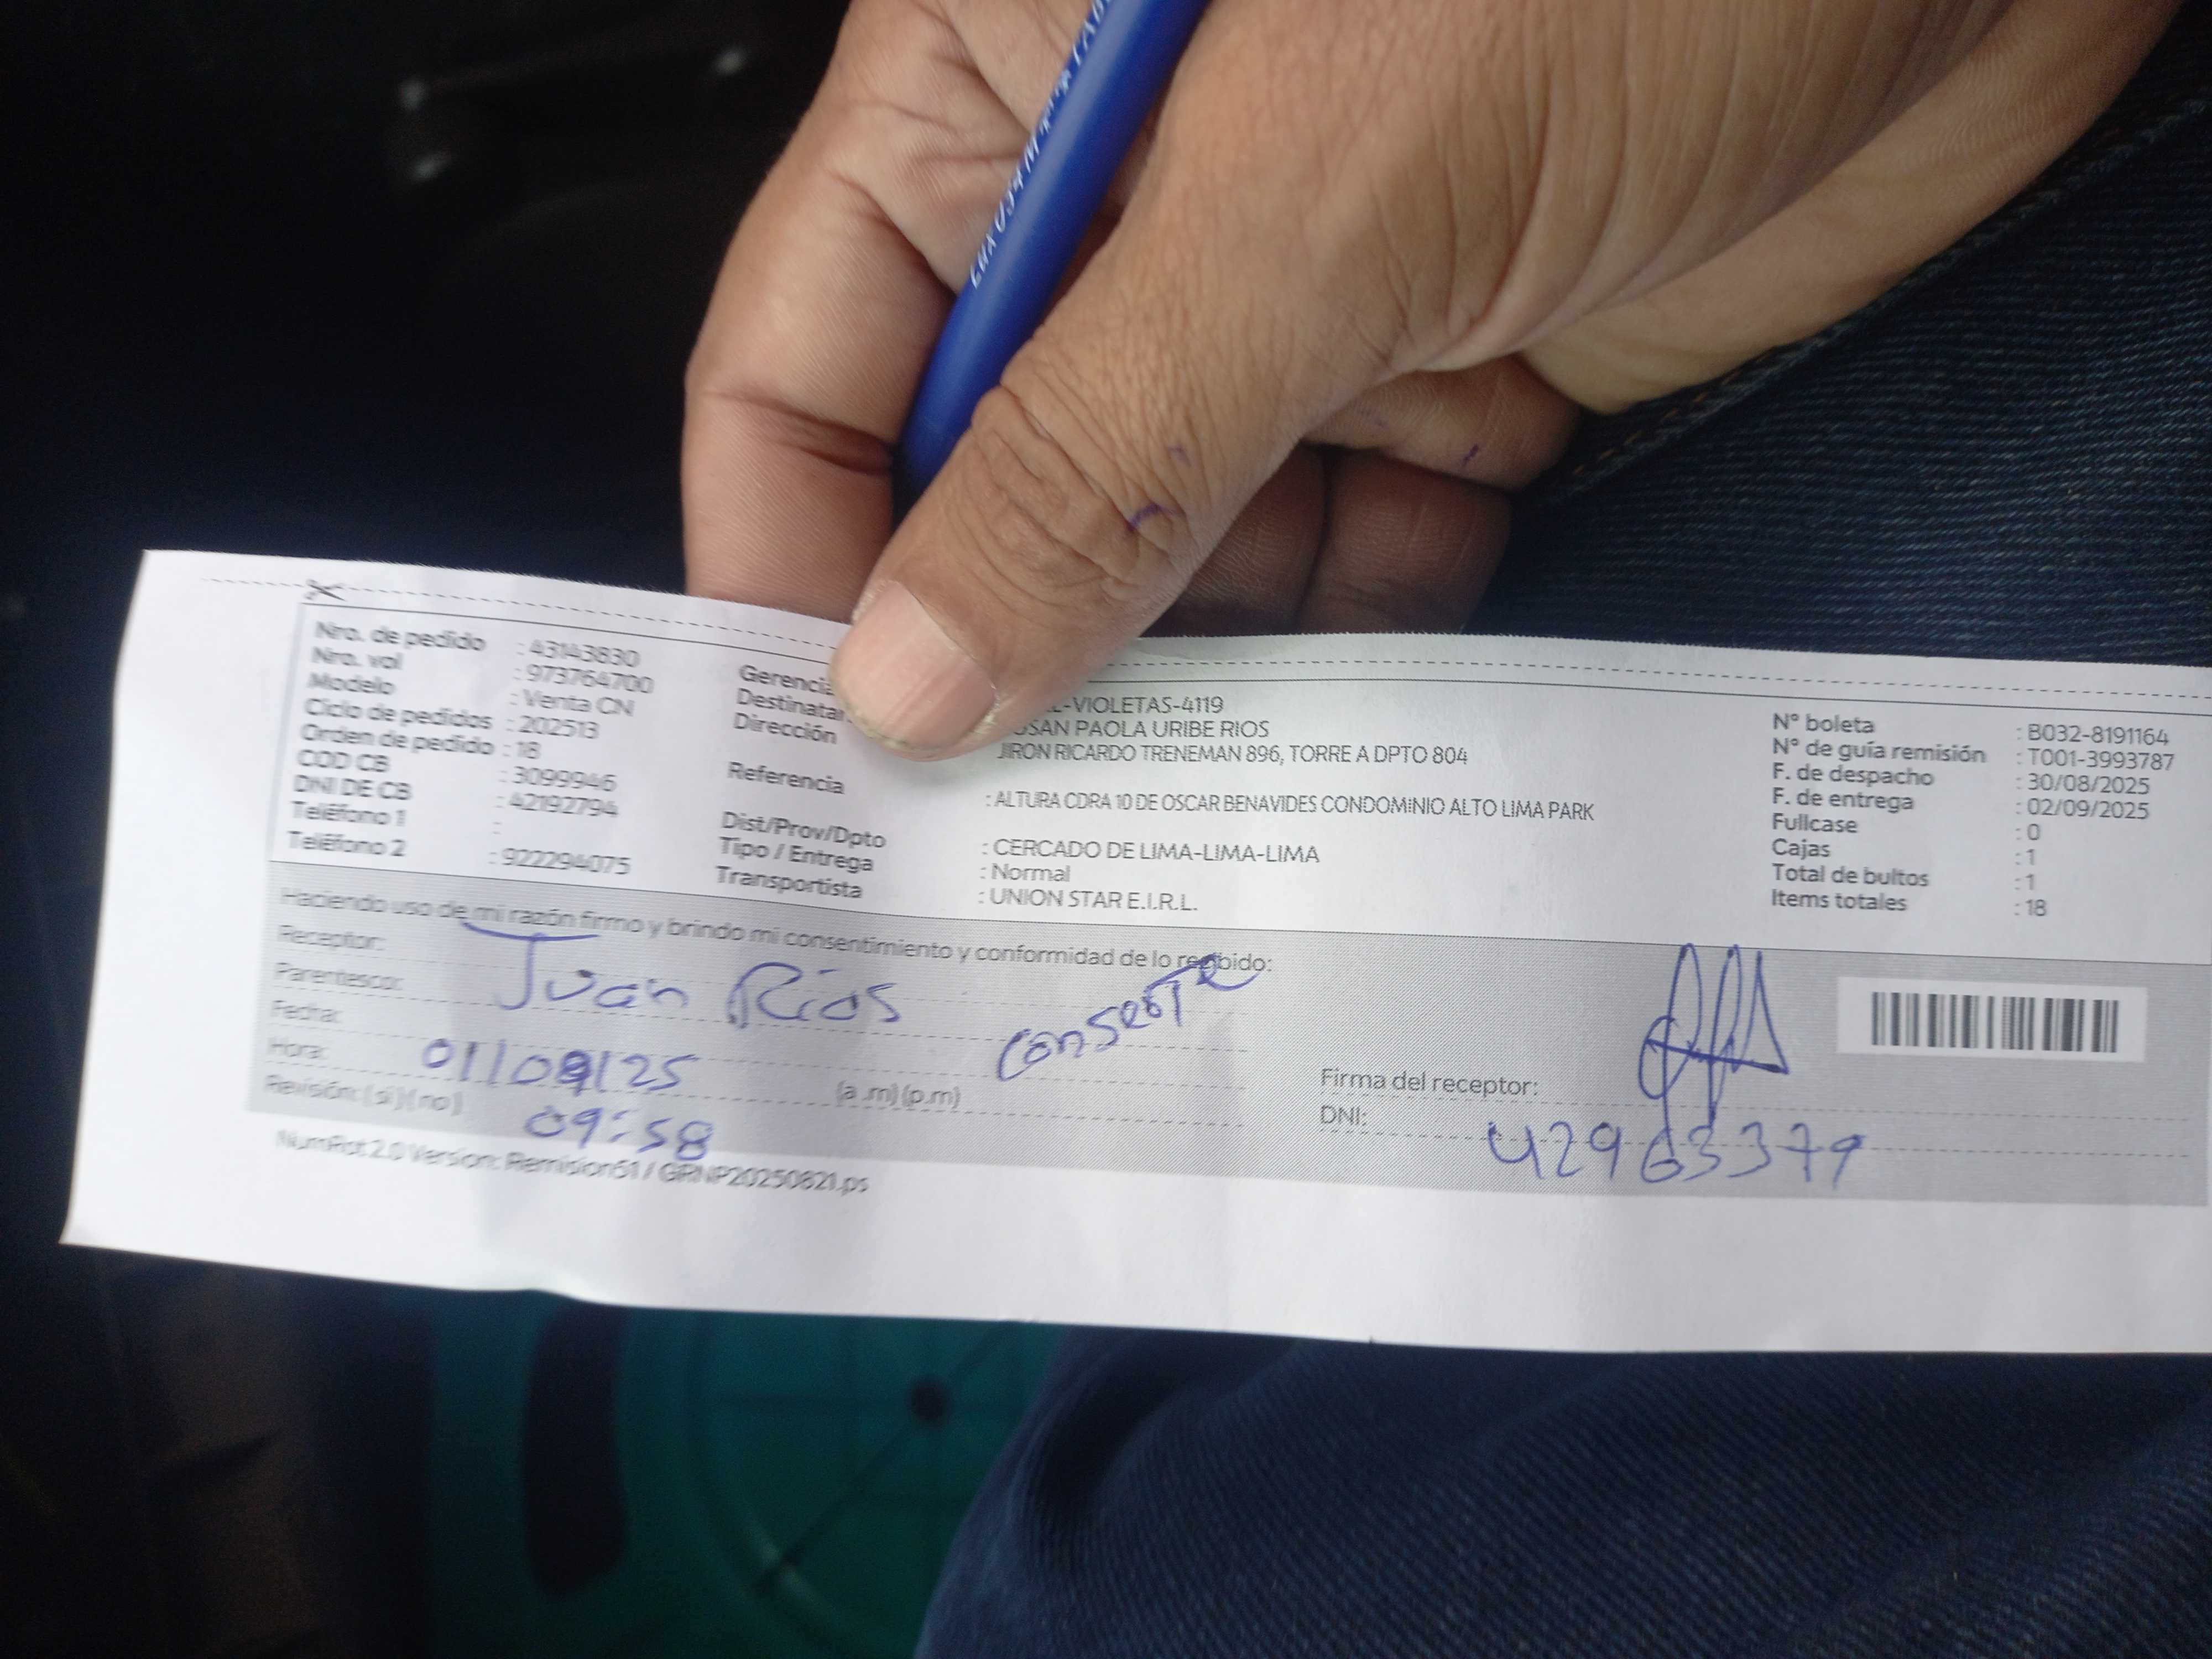 Nro. de pedido : 43143830
Nro. vol : 973764700
Modelo : Venta CN
Ciclo de pedidos : 202513
Orden de pedido : 18
COD CB : 3099946
DNI DE CB : 42192794
Teléfono 1 :
Teléfono 2 : 922294075
Gerencia -VIOLETAS-4119
Destinatar PAOLA URIBE RIOS
Dirección JIRON RICARDO TRENEMAN 896, TORRE A DPTO 804
Referencia : ALTURA CDRA 10 DE OSCAR BENAVIDES CONDOMINIO ALTO LIMA PARK
Dist/Prov/Dpto : CERCADO DE LIMA-LIMA-LIMA
Tipo / Entrega : Normal
Transportista : UNION STAR E.I.R.L.
N° boleta : B032-8191164
N° de guía remisión : T001-3993787
F. de despacho : 30/08/2025
F. de entrega : 02/09/2025
Fullcase : 0
Cajas : 1
Total de bultos : 1
Items totales : 18
Haciendo uso de mi razón firmo y brindo mi consentimiento y conformidad de lo recibido:
Receptor: Juan Rios
Parentesco:
Fecha: 01/09/25
Hora: 09:58 (a.m) (p.m)
Revisión: ( si ) ( no )
Firma del receptor:
DNI: 42963379
NumRot 2.0 Version: Remision51 / GRNP20250821.ps